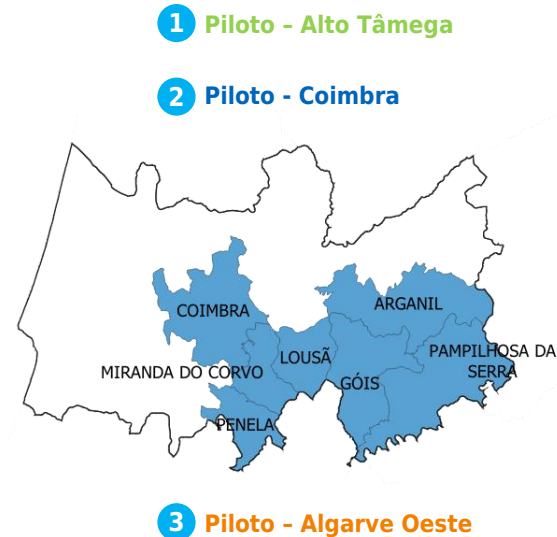 1 Piloto – Alto Tâmega
2 Piloto - Coimbra
COIMBRA
ARGANIL
LOUSÃ
PAMPILHOSA DA
SERRA
MIRANDA DO CORVO
GÓIS
PENELA
3 Piloto – Algarve Oeste